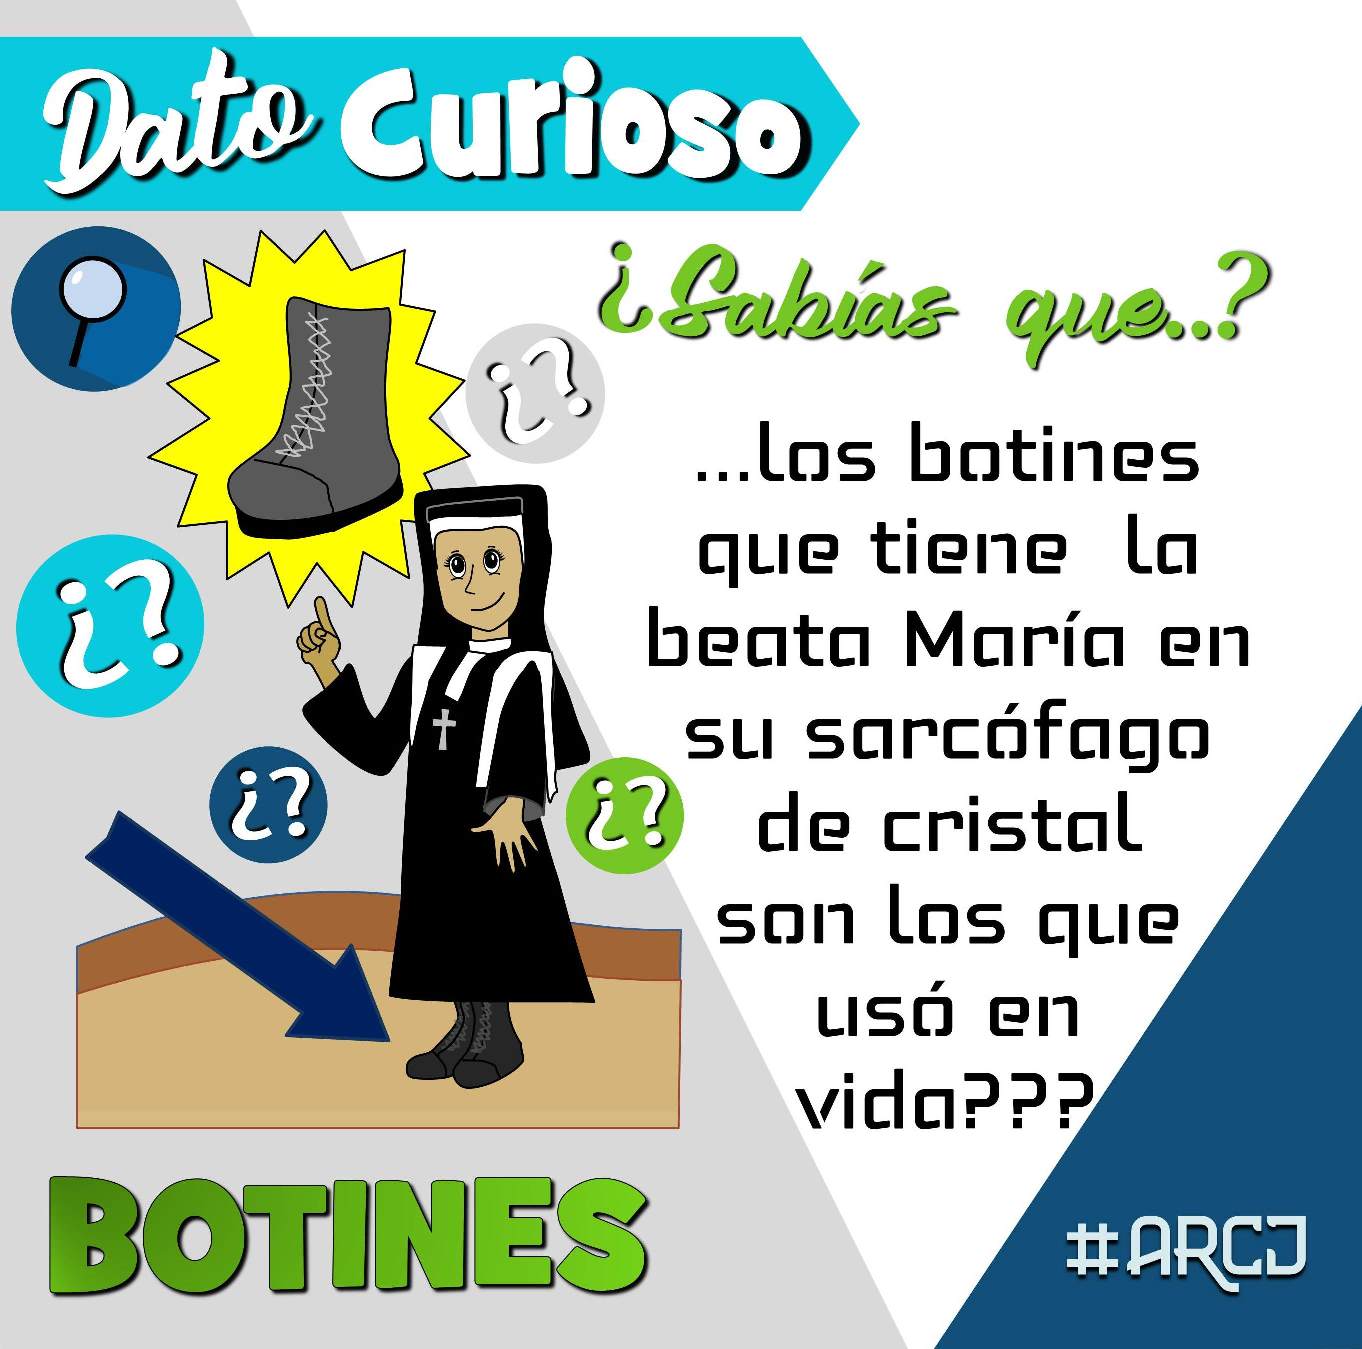 Dato Curioso
¿Sabías que..?
¿?
...los botines
que tiene la
beata María en
su sarcófago
de cristal
son los que
usó en
vida???
¿?
¿?
¿?
BOTINES
#ARCJ